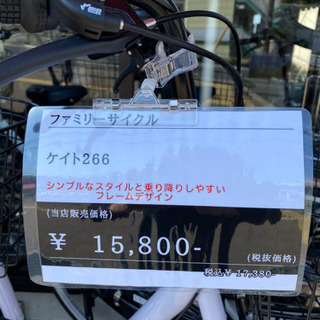 ファミリーサイクル
ケイト266
シンプルなスタイルと乗り降りしやすい
フレームデザイン
(当店販売価格)
¥ 15,800-
(税抜価格)
税込¥ 17,380-